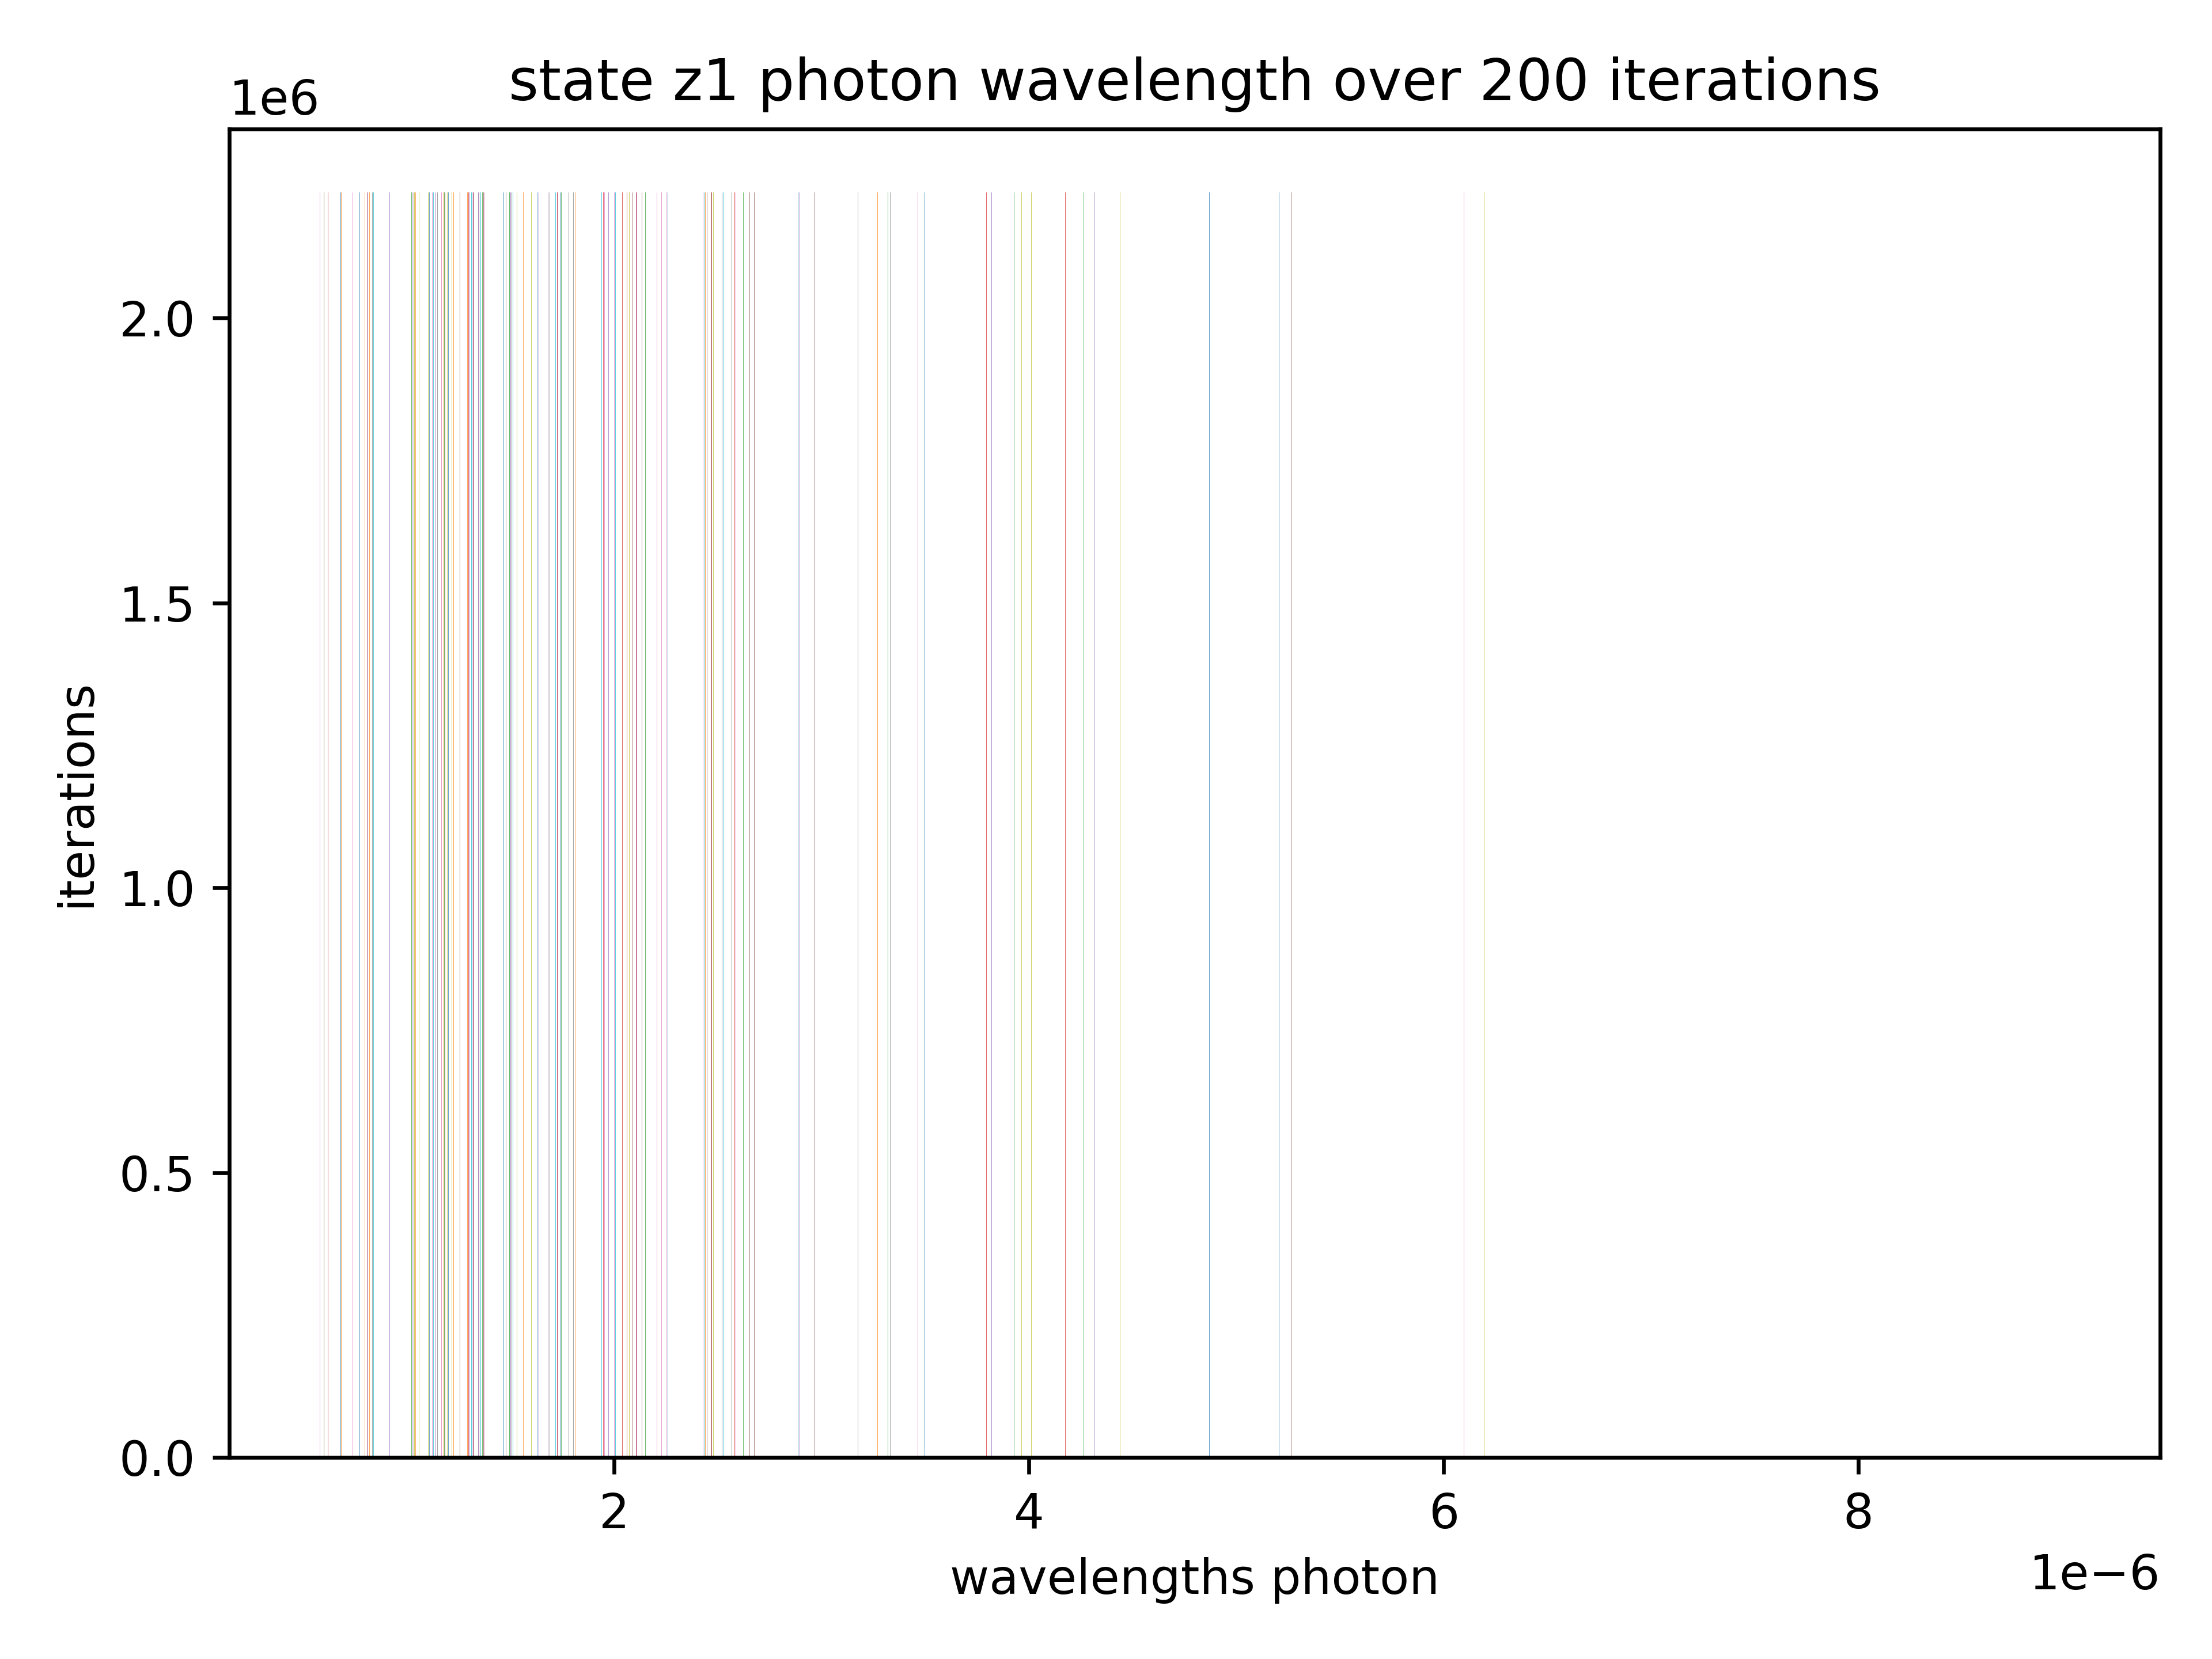 state z1 photon wavelength over 200 iterations
1e6
2.0
1.5
1.0
0.5
0.0
iterations
2 4 6 8
wavelengths photon
1e−6